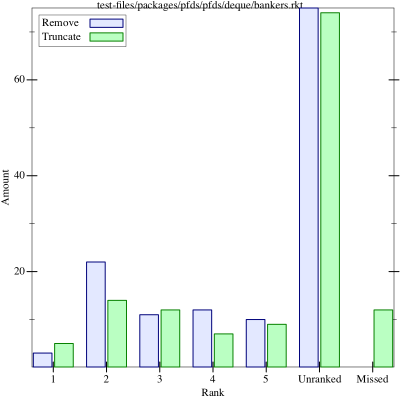 test-files/packages/pfds/pfds/deque/bankers.rkt
Remove
Truncate
60
40
20
Amount
1 2 3 4 5 Unranked Missed
Rank